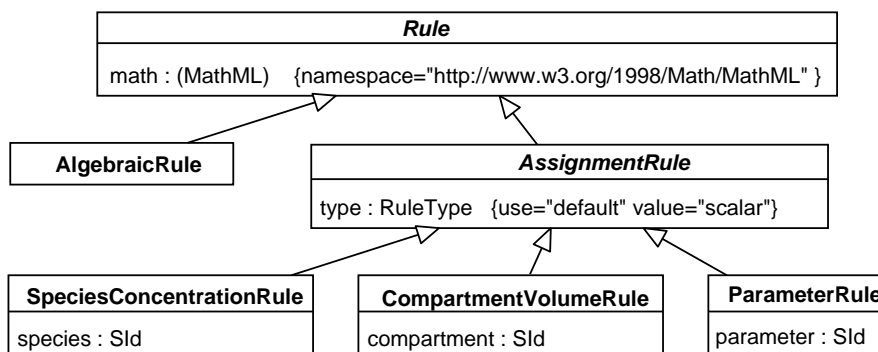 Rule
math : (MathML) {namespace="http://www.w3.org/1998/Math/MathML" }
AlgebraicRule
AssignmentRule
type : RuleType {use="default" value="scalar"}
SpeciesConcentrationRule
species : SId
CompartmentVolumeRule
compartment : SId
ParameterRule
parameter : SId